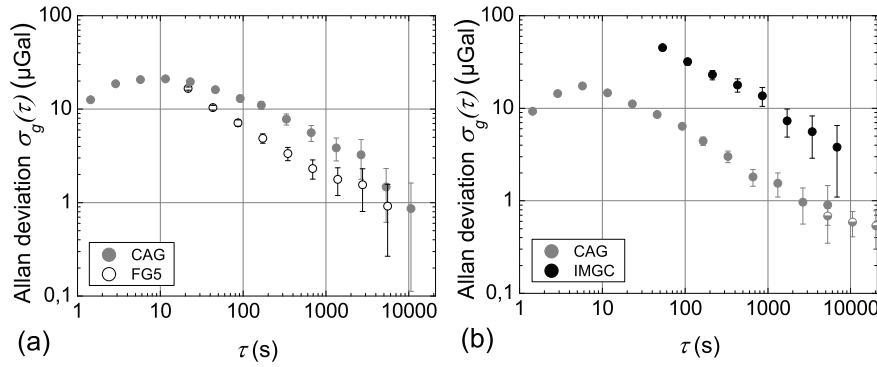 Allan deviation σg(τ) (µGal)
100
10
1
0,1
1 10 100 1000 10000
τ (s)
CAG
FG5
(a)
Allan deviation σg(τ) (µGal)
100
10
1
0,1
1 10 100 1000 10000
τ (s)
CAG
IMGC
(b)